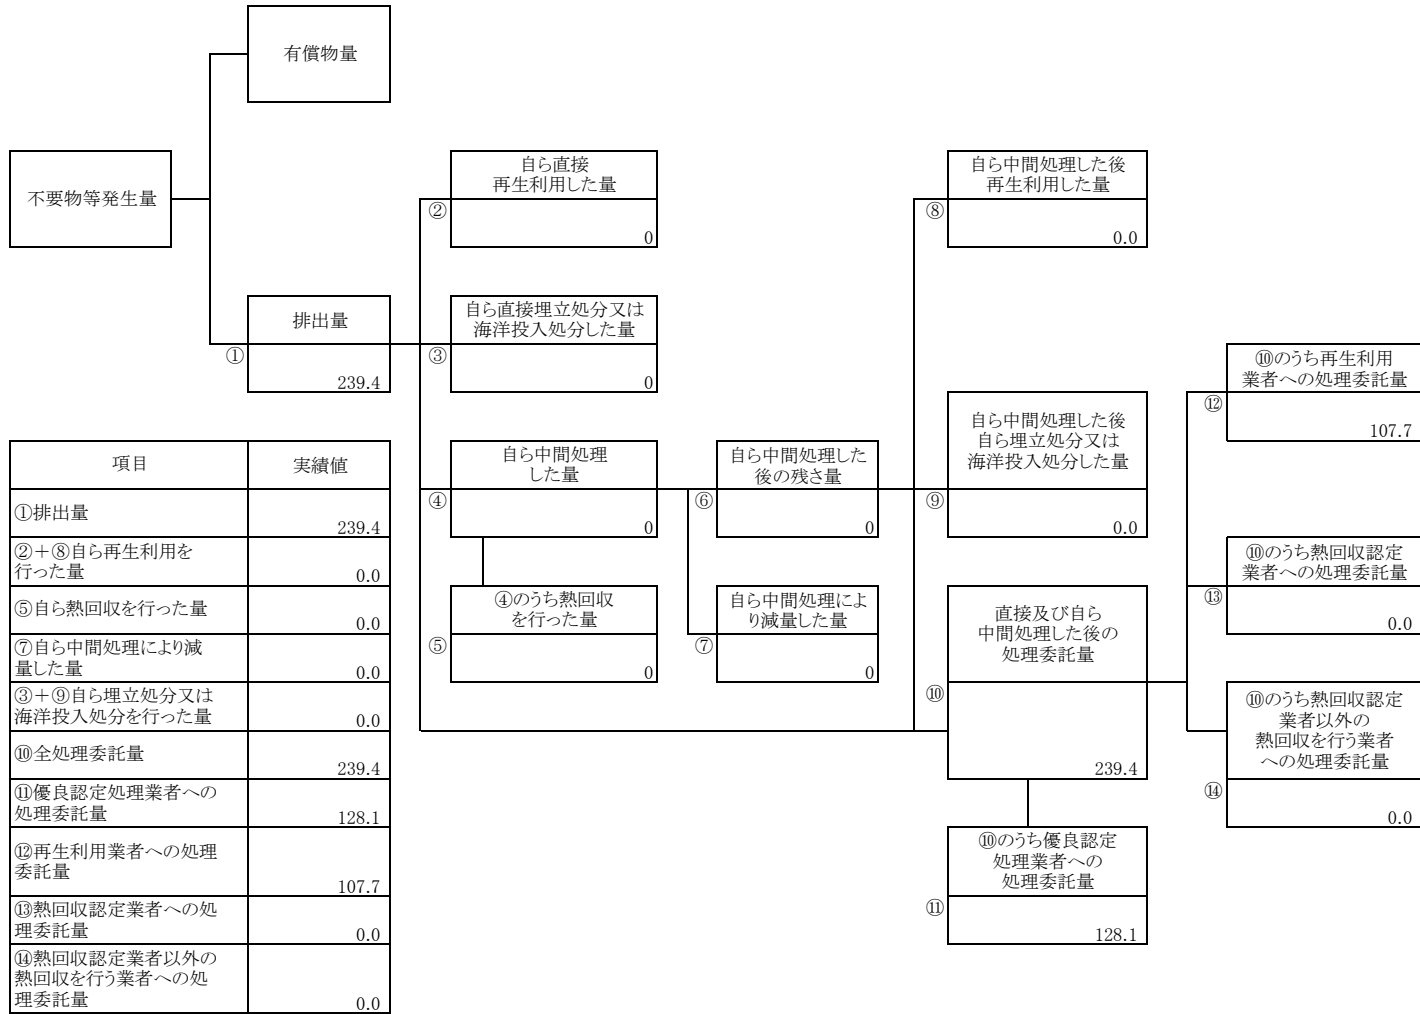 有償物量
不要物等発生量
排出量
①
239.4
自ら直接
再生利用した量
②
0
自ら直接埋立処分又は
海洋投入処分した量
③
0
自ら中間処理
した量
④
0
④のうち熱回収
を行った量
⑤
0
自ら中間処理した
後の残さ量
⑥
0
自ら中間処理によ
り減量した量
⑦
0
自ら中間処理した後
再生利用した量
⑧
0.0
自ら中間処理した後
自ら埋立処分又は
海洋投入処分した量
⑨
0.0
直接及び自ら
中間処理した後の
処理委託量
⑩
239.4
⑩のうち優良認定
処理業者への
処理委託量
⑪
128.1
⑩のうち再生利用
業者への処理委託量
⑫
107.7
⑩のうち熱回収認定
業者への処理委託量
⑬
0.0
⑩のうち熱回収認定
業者以外の
熱回収を行う業者
への処理委託量
⑭
0.0
項目 実績値
①排出量
239.4
②＋⑧自ら再生利用を
行った量 0.0
⑤自ら熱回収を行った量
0.0
⑦自ら中間処理により減
量した量 0.0
③＋⑨自ら埋立処分又は
海洋投入処分を行った量 0.0
⑩全処理委託量
239.4
⑪優良認定処理業者への
処理委託量 128.1
⑫再生利用業者への処理
委託量
107.7
⑬熱回収認定業者への処
理委託量 0.0
⑭熱回収認定業者以外の
熱回収を行う業者への処
理委託量 0.0